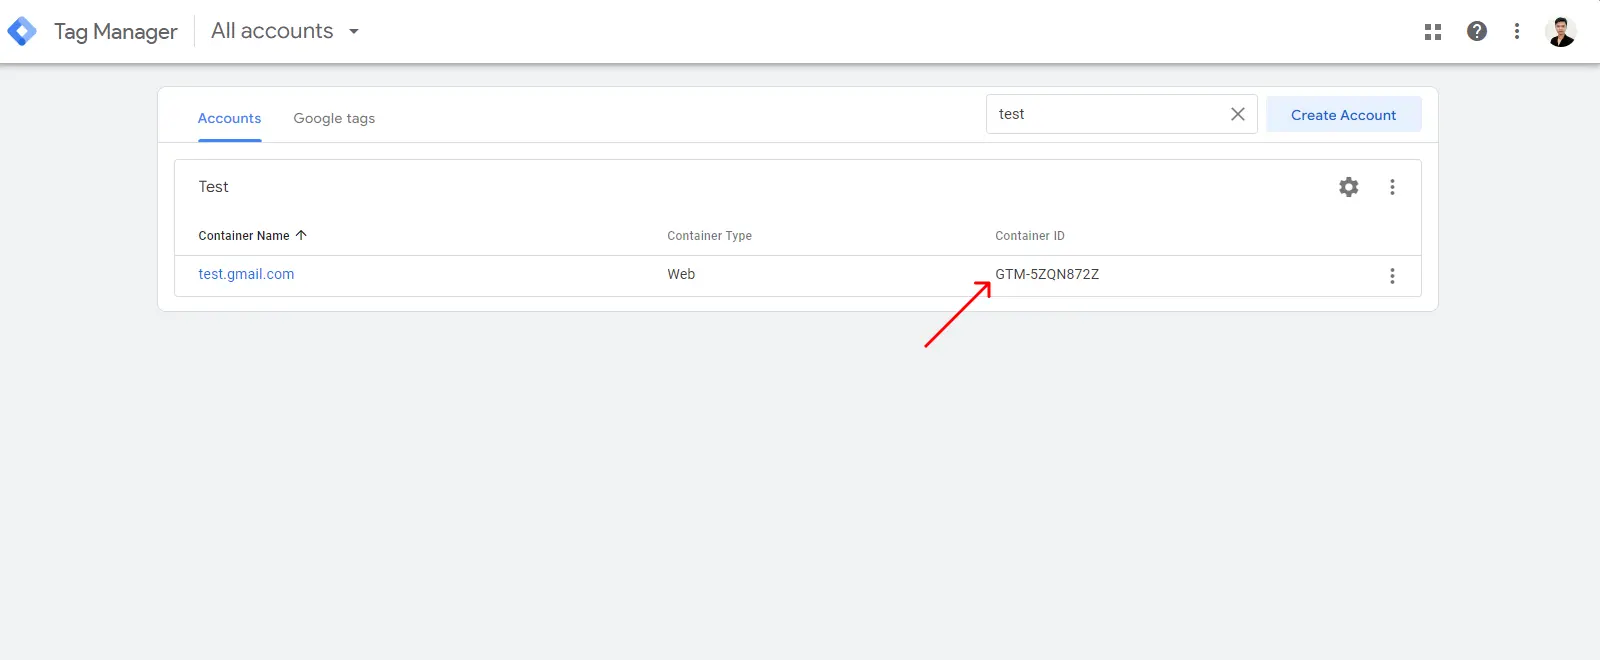 Tag Manager All accounts
Accounts Google tags test Create Account
Test
Container Name Container Type Container ID
test.gmail.com Web GTM-5ZQN872Z